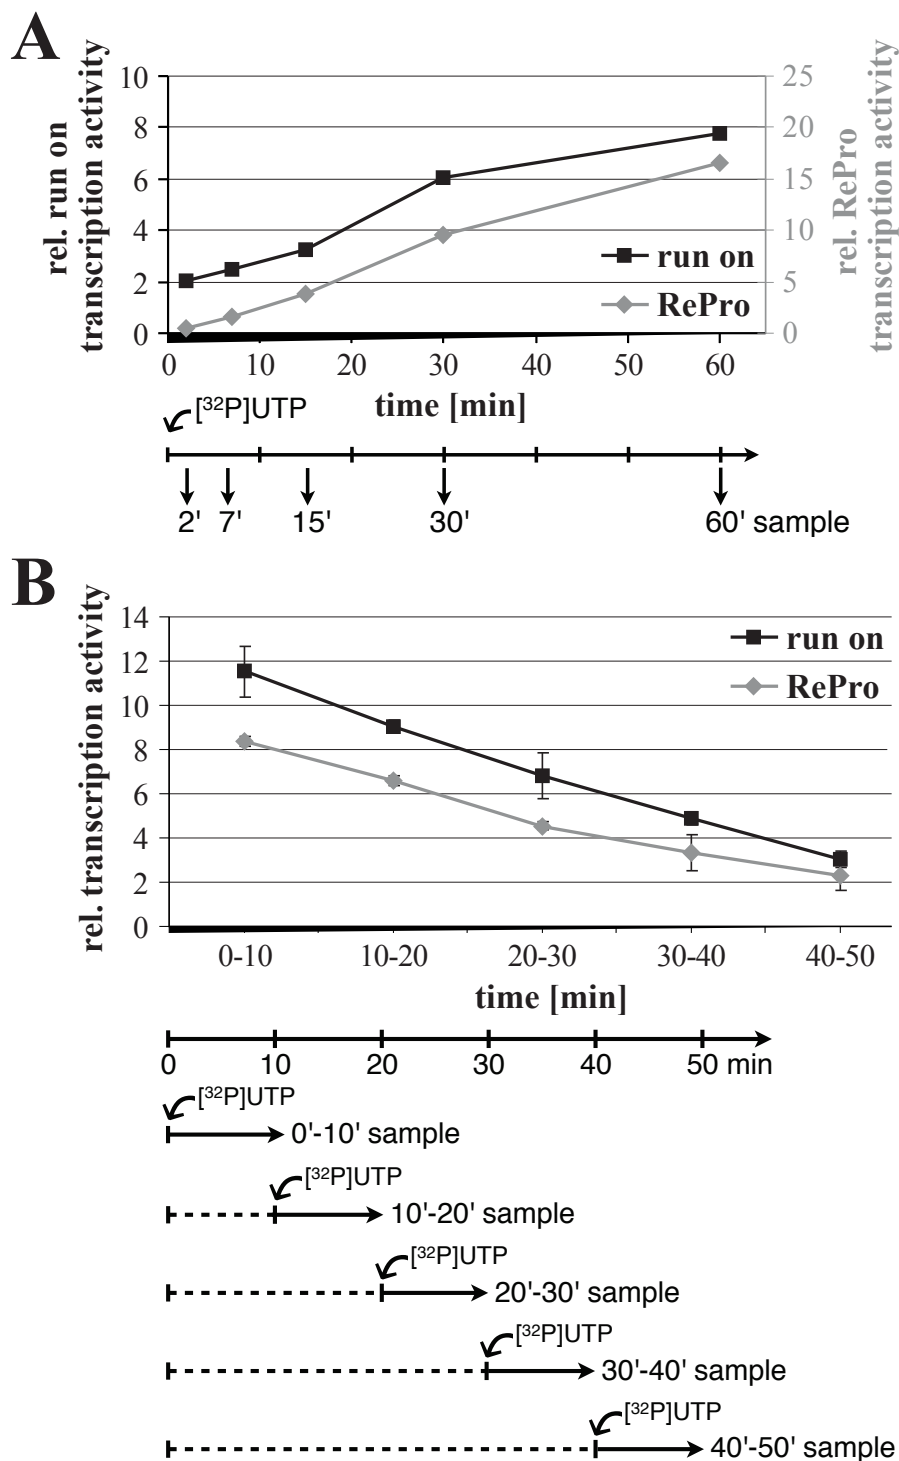 A
rel. run on
transcription activity
10
8
6
4
2
0
25
20
15
10
5
0
rel. RePro
transcription activity
run on
RePro
0 10 20 30 40 50 60
time [min]
[32P]UTP
2' 7' 15' 30' 60' sample
B
rel. transcription activity
14
12
10
8
6
4
2
0
run on
RePro
0-10 10-20 20-30 30-40 40-50
time [min]
0 10 20 30 40 50 min
[32P]UTP
0'-10' sample
[32P]UTP
10'-20' sample
[32P]UTP
20'-30' sample
[32P]UTP
30'-40' sample
[32P]UTP
40'-50' sample